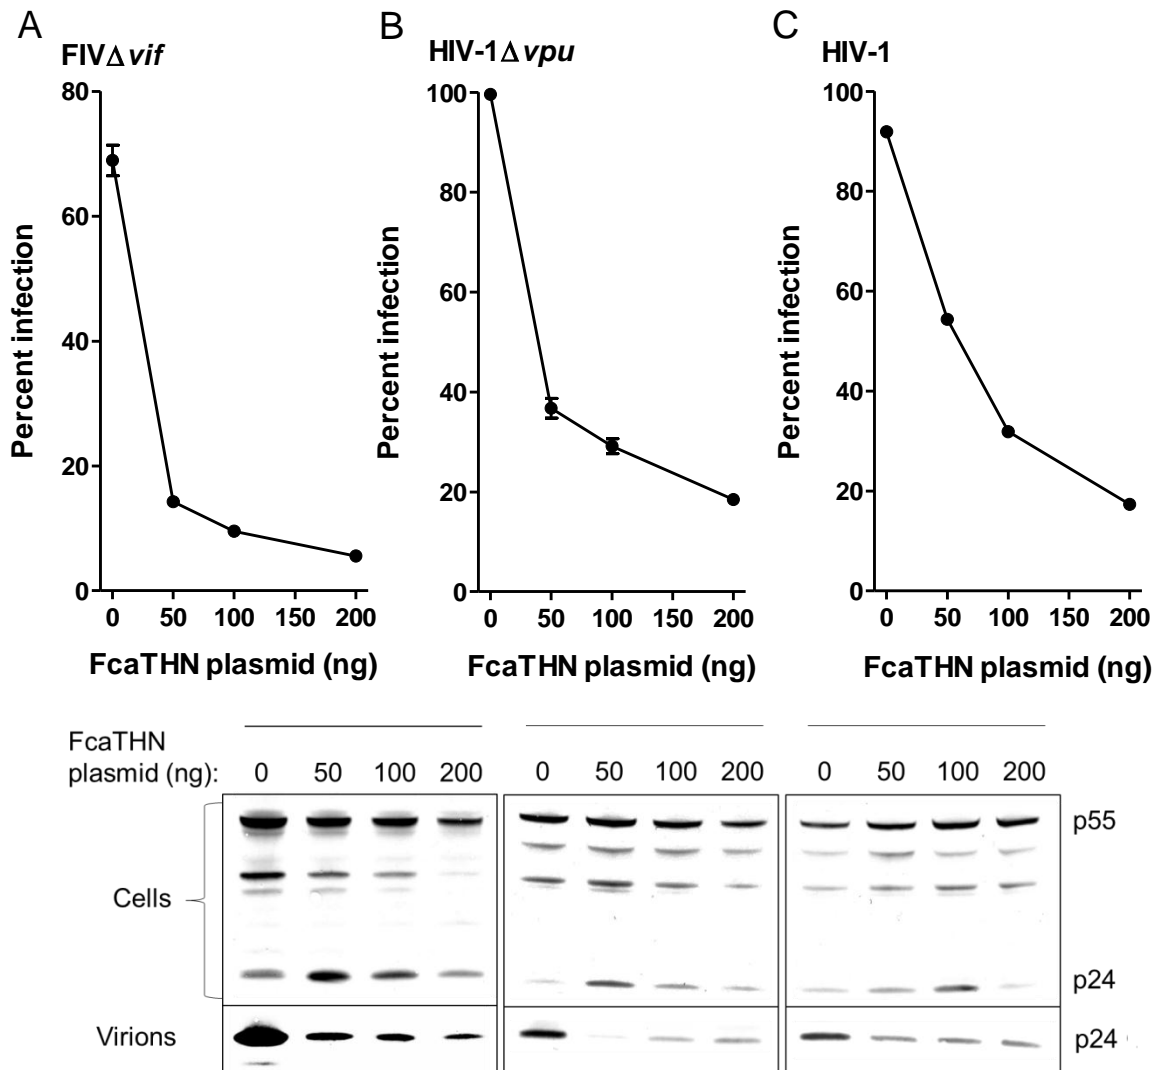 A
FIVΔvif
80
60
40
20
0
Percent infection
0 50 100 150 200
FcaTHN plasmid (ng)
B
HIV-1Δvpu
100
80
60
40
20
0
Percent infection
0 50 100 150 200
FcaTHN plasmid (ng)
C
HIV-1
100
80
60
40
20
0
Percent infection
0 50 100 150 200
FcaTHN plasmid (ng)
FcaTHN
plasmid (ng): 0 50 100 200 0 50 100 200 0 50 100 200
p55
Cells
p24
Virions p24